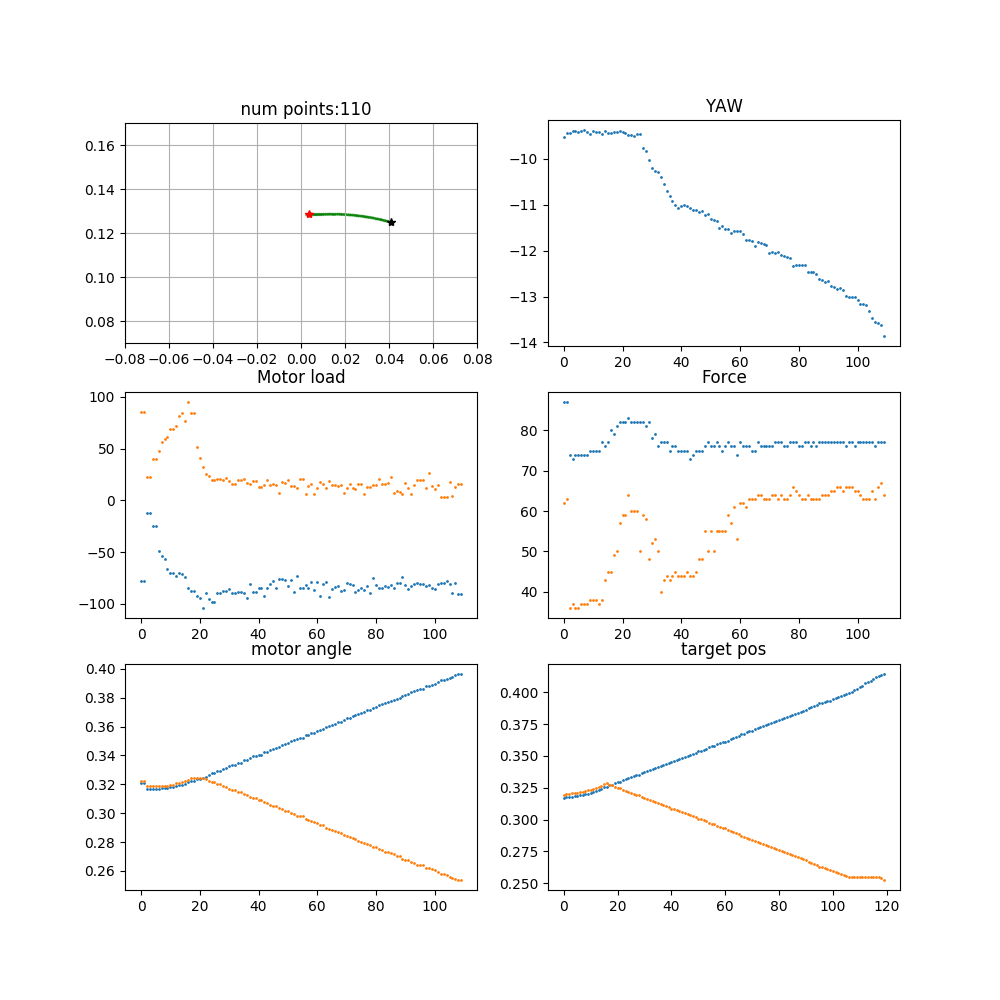 num points:110
0.16
0.14
0.12
0.10
0.08
−0.08 −0.06 −0.04 −0.02 0.00 0.02 0.04 0.06 0.08
YAW
−10
−11
−12
−13
−14
0 20 40 60 80 100
Motor load
100
50
0
−50
−100
0 20 40 60 80 100
Force
80
70
60
50
40
0 20 40 60 80 100
motor angle
0.40
0.38
0.36
0.34
0.32
0.30
0.28
0.26
0 20 40 60 80 100
target pos
0.400
0.375
0.350
0.325
0.300
0.275
0.250
0 20 40 60 80 100 120